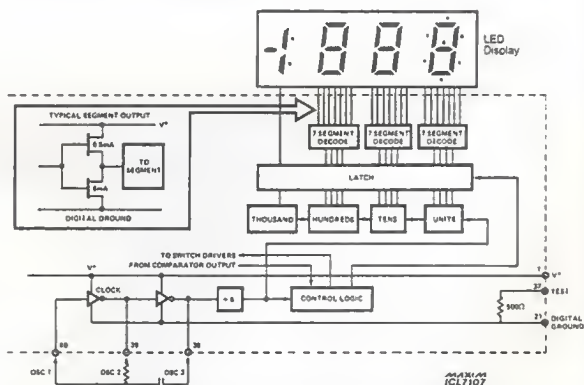 LED
Display
TYPICAL SEGMENT OUTPUT
V+
0.5mA
TO
SEGMENT
8mA
DIGITAL GROUND
7 SEGMENT
DECODE
7 SEGMENT
DECODE
7 SEGMENT
DECODE
LATCH
THOUSAND
HUNDREDS
TENS
UNITE
TO SWITCH DRIVERS
FROM COMPARATOR OUTPUT
V+
CLOCK
CONTROL LOGIC
1
V+
37
TEST
500Ω
21
DIGITAL
GROUND
40
39
38
OSC 1
OSC 2
OSC 3
MAXIM
ICL7107